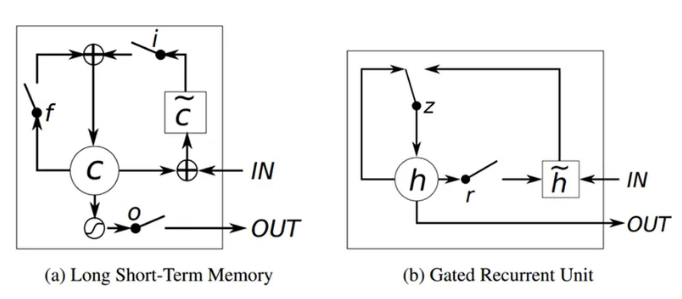 i
f
c̃
c
IN
o
OUT
(a) Long Short-Term Memory
z
h
r
h̃
IN
OUT
(b) Gated Recurrent Unit